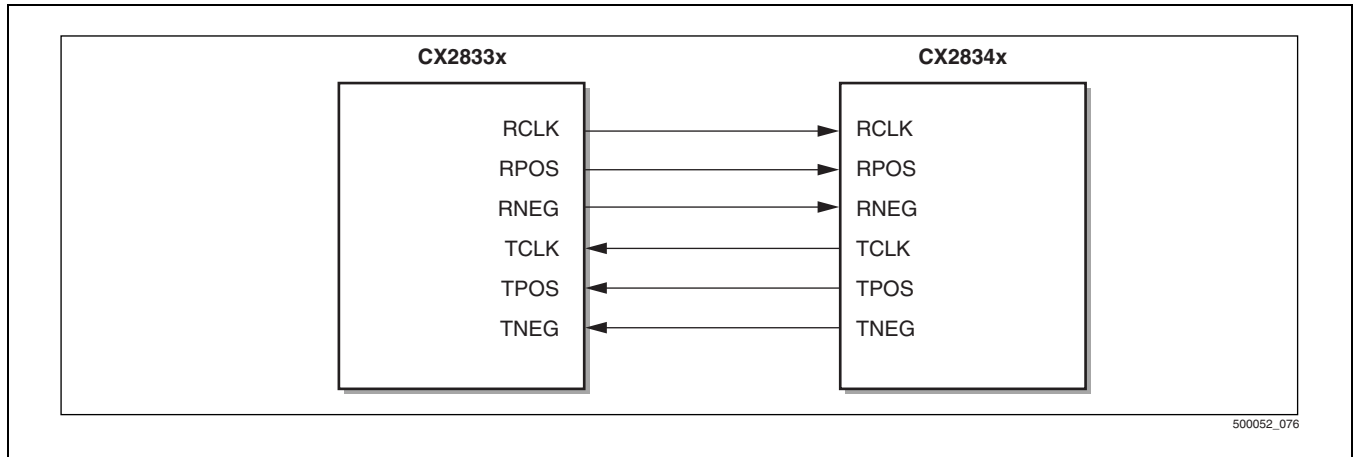 CX2833x CX2834x
RCLK RCLK
RPOS RPOS
RNEG RNEG
TCLK TCLK
TPOS TPOS
TNEG TNEG
500052_076